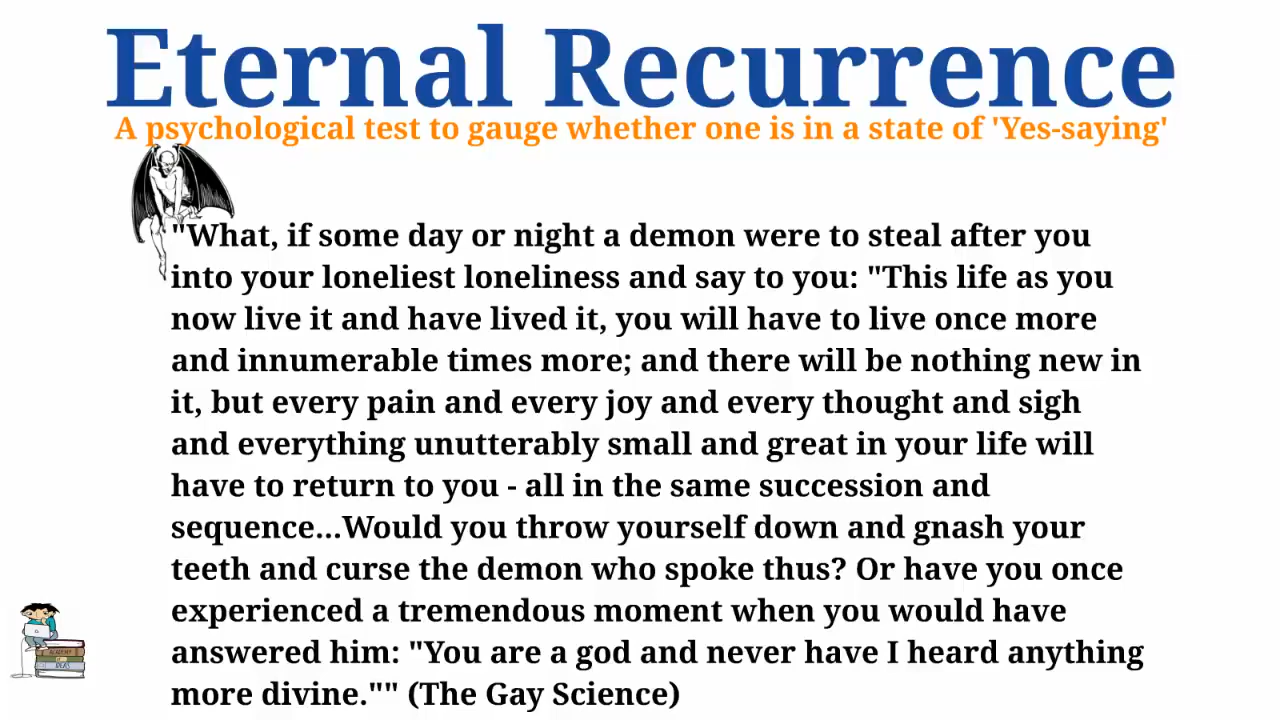 Eternal Recurrence
A psychological test to gauge whether one is in a state of 'Yes-saying'
"What, if some day or night a demon were to steal after you
into your loneliest loneliness and say to you: "This life as you
now live it and have lived it, you will have to live once more
and innumerable times more; and there will be nothing new in
it, but every pain and every joy and every thought and sigh
and everything unutterably small and great in your life will
have to return to you - all in the same succession and
sequence...Would you throw yourself down and gnash your
teeth and curse the demon who spoke thus? Or have you once
experienced a tremendous moment when you would have
answered him: "You are a god and never have I heard anything
more divine."" (The Gay Science)
ACADEMY
OF
IDEAS